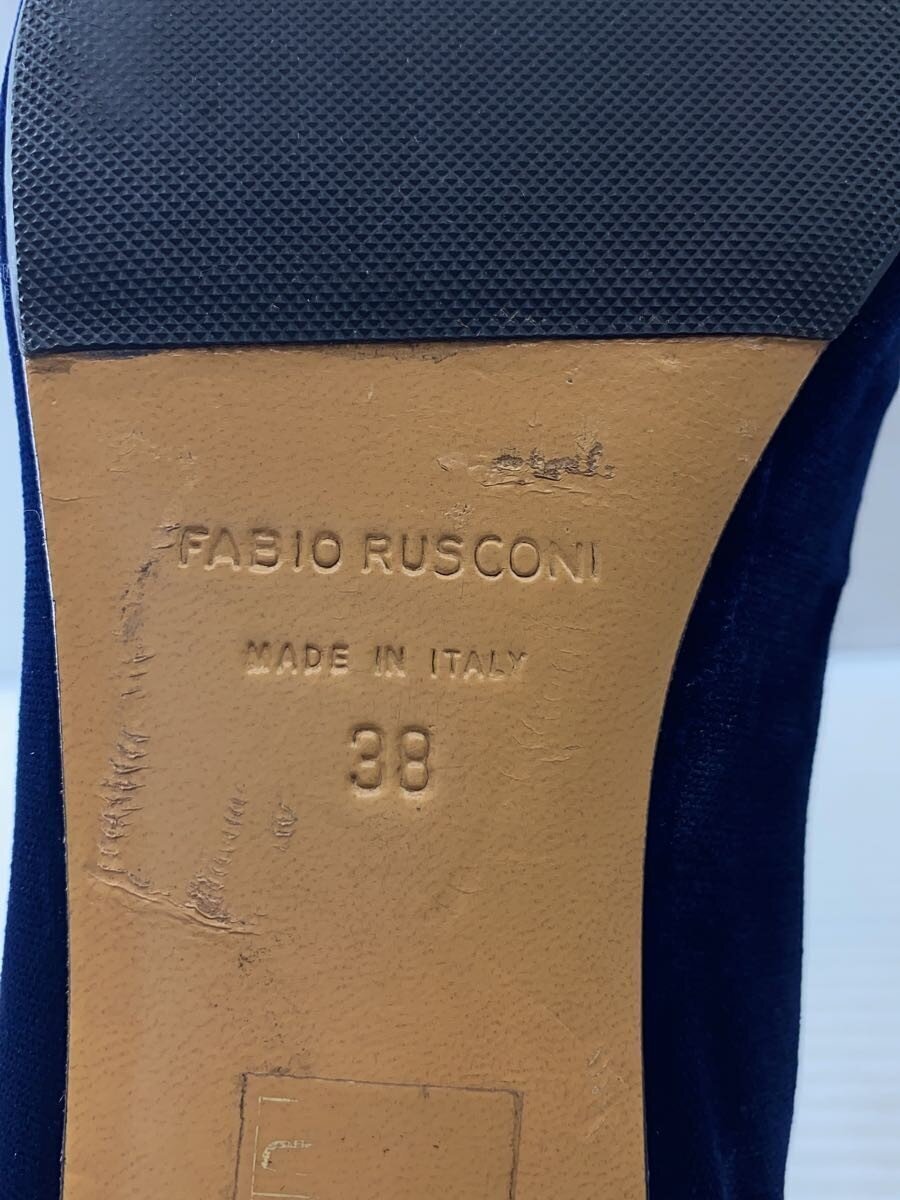 FABIO RUSCONI
MADE IN ITALY
38